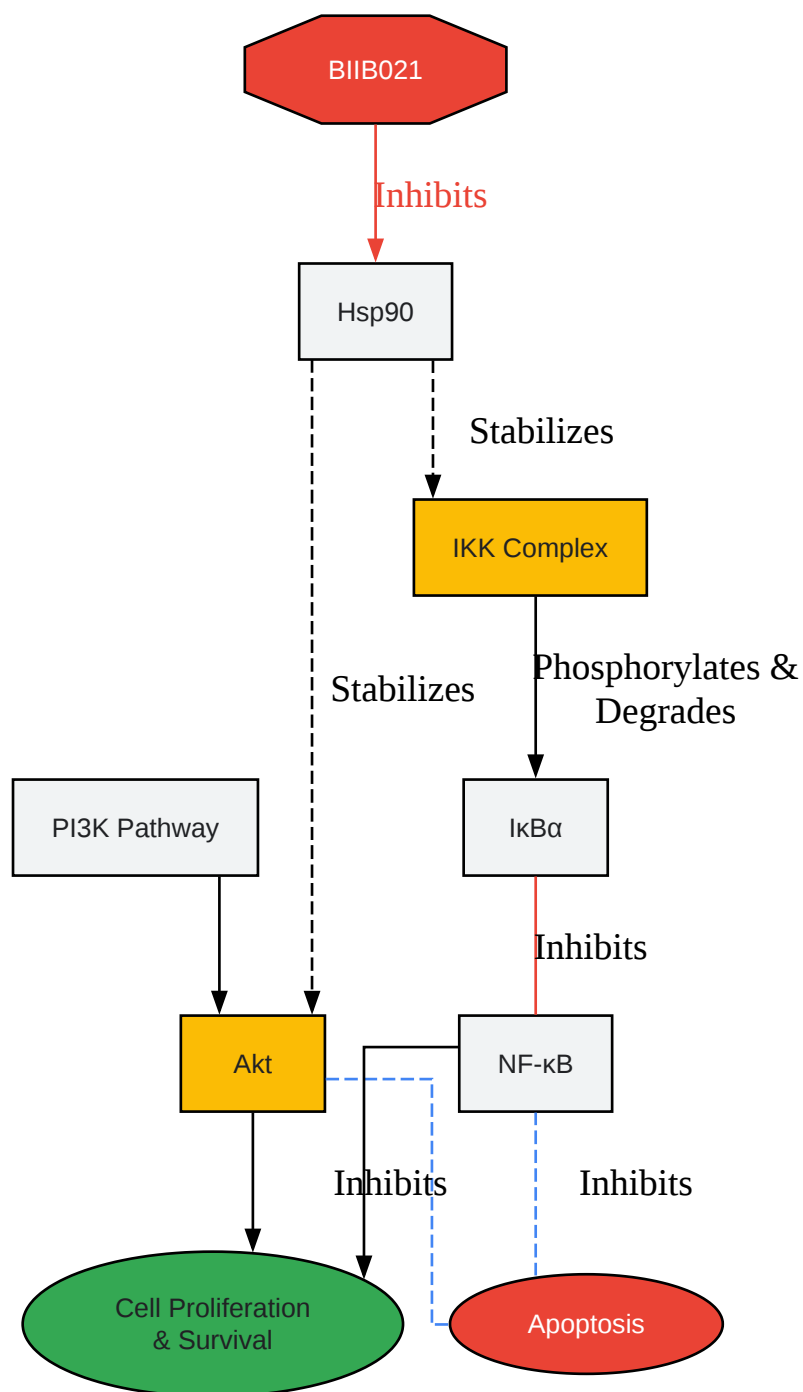 BIIB021
Inhibits
Hsp90
Stabilizes
IKK Complex
Phosphorylates &
Degrades
Stabilizes
PI3K Pathway
IκBα
Inhibits
Akt
NF-κB
Inhibits
Inhibits
Cell Proliferation
& Survival
Apoptosis